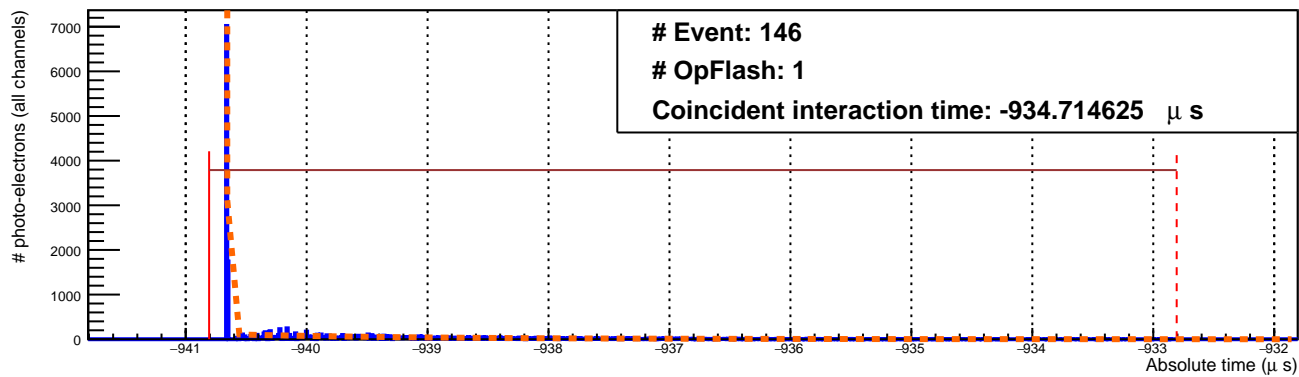 # Event: 146
# OpFlash: 1
Coincident interaction time: -934.714625 μ s
# photo-electrons (all channels)
7000
6000
5000
4000
3000
2000
1000
0
−941 −940 −939 −938 −937 −936 −935 −934 −933 −932
Absolute time (μ s)